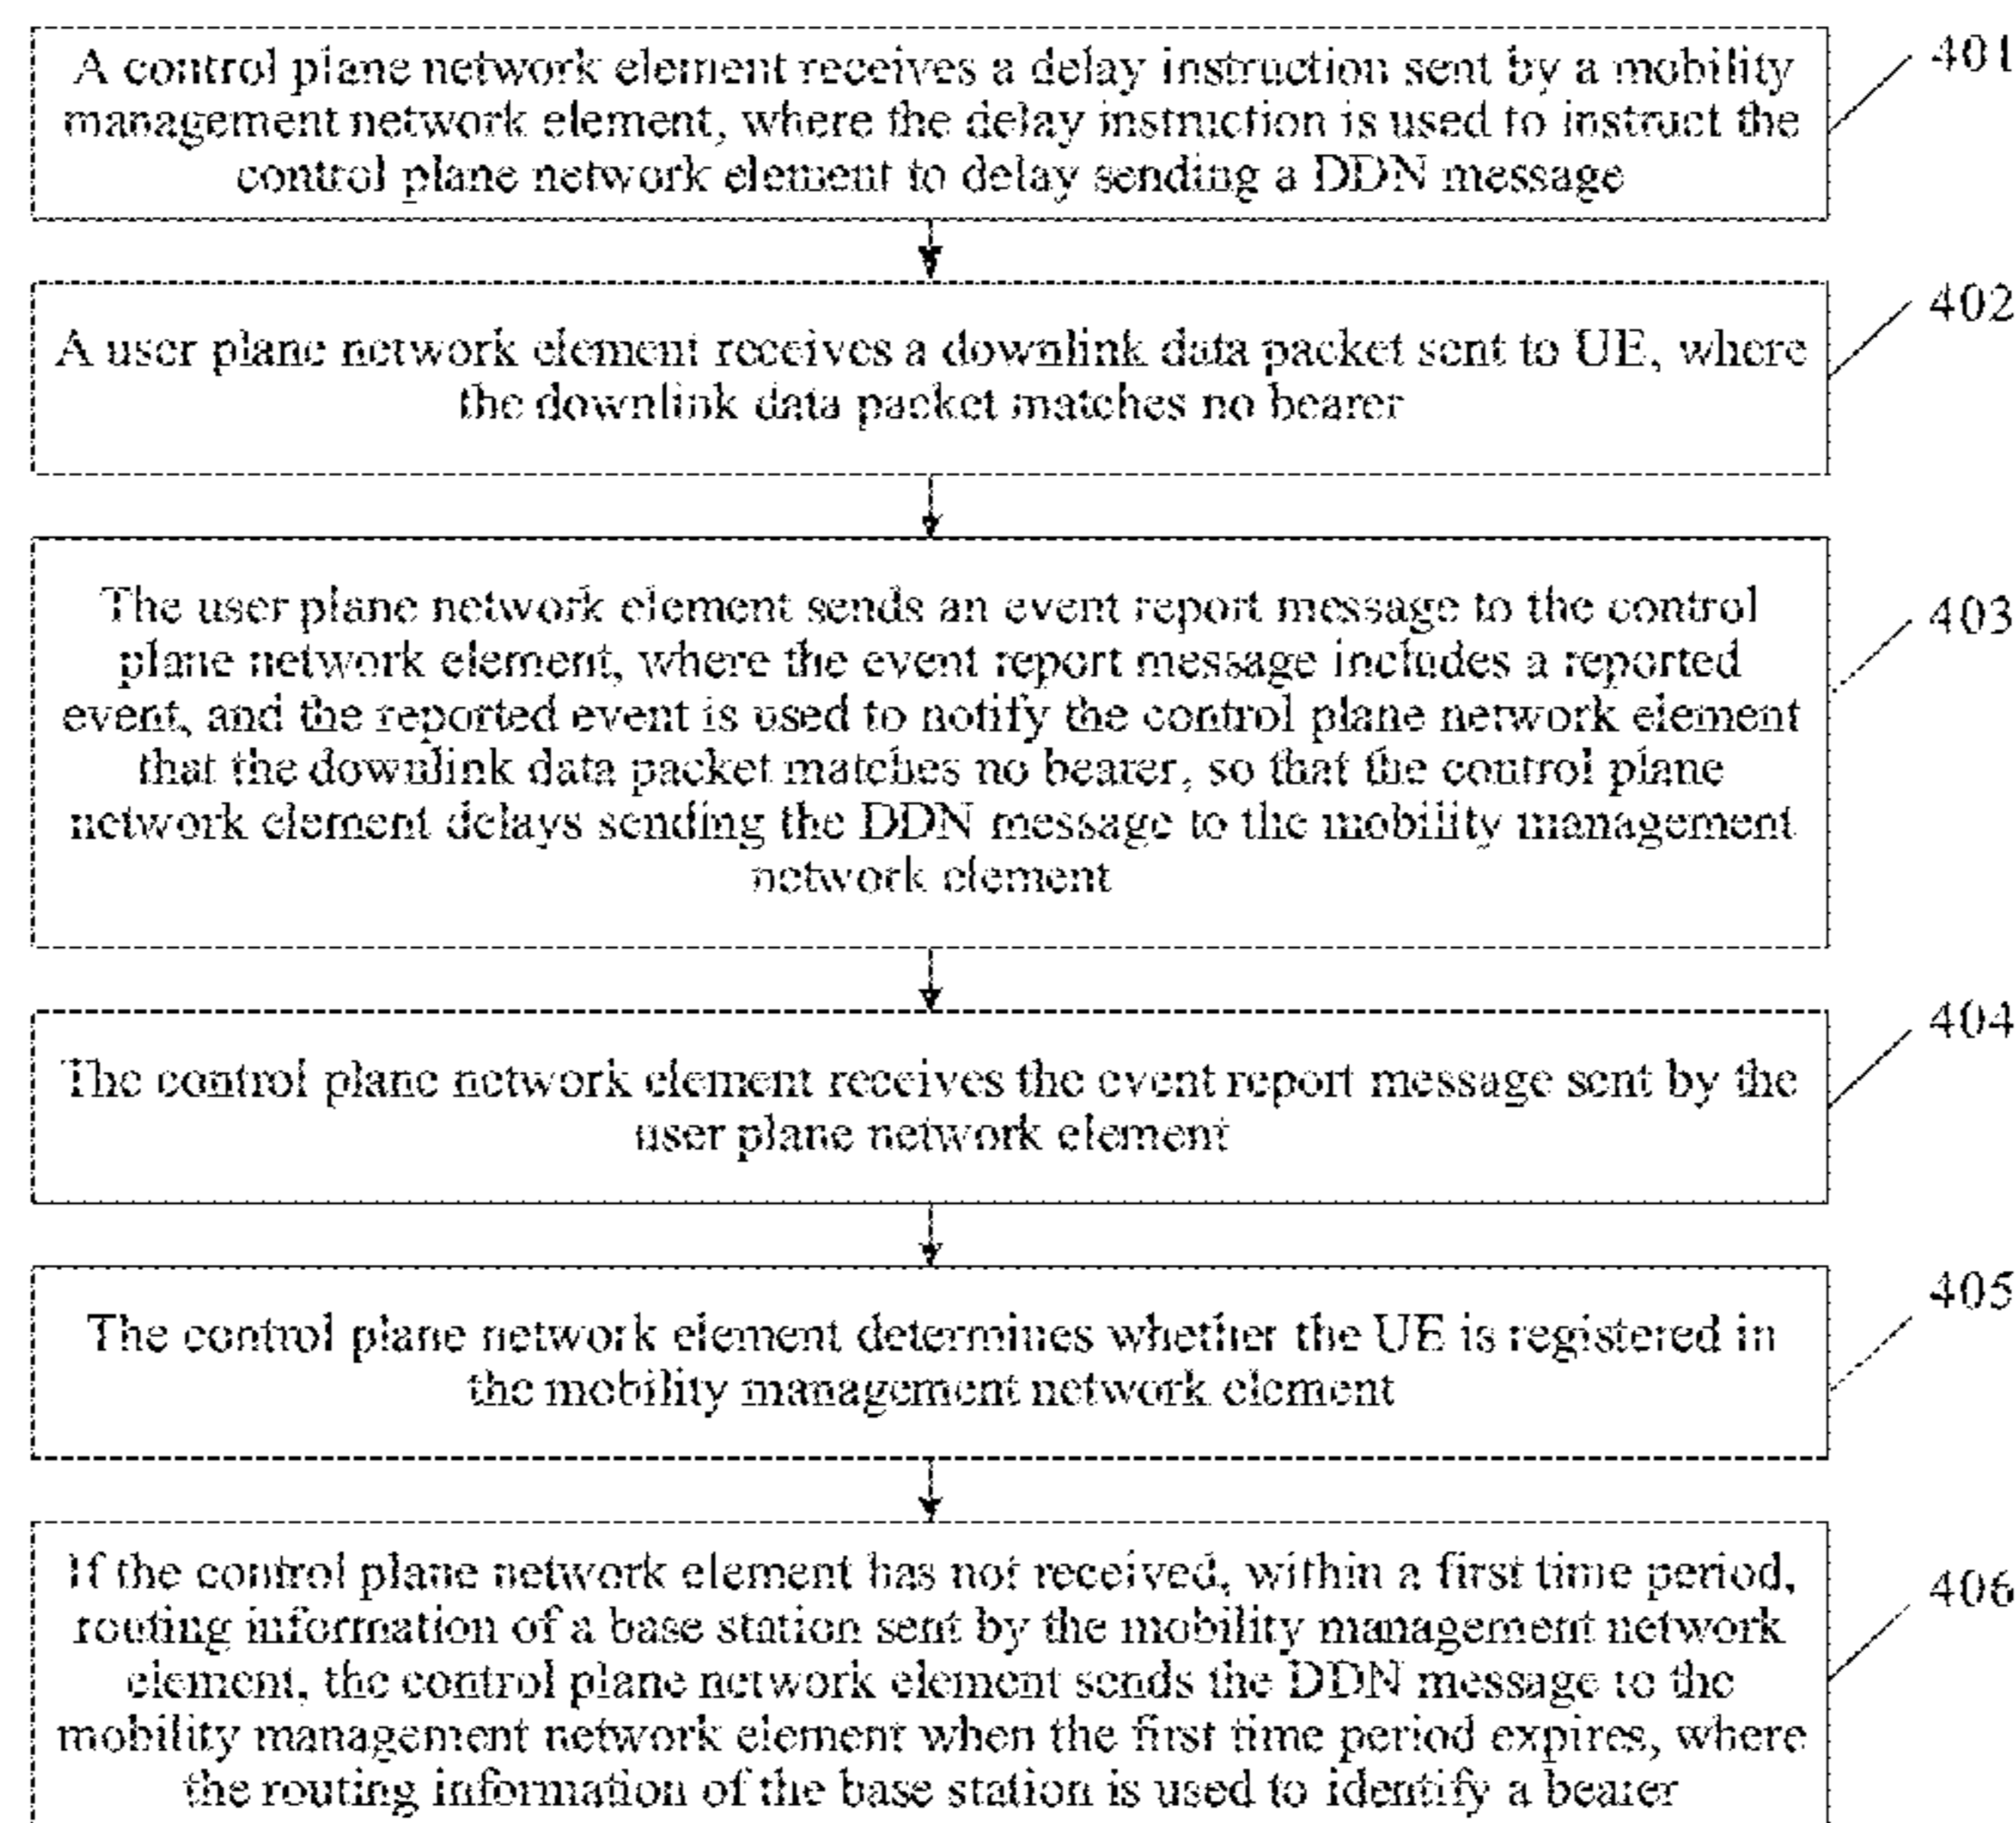 A control plane network element receives a delay instruction sent by a mobility
management network element, where the delay instruction is used to instruct the
control plane network element to delay sending a DDN message
401
A user plane network element receives a downlink data packet sent to UE, where
the downlink data packet matches no bearer
402
The user plane network element sends an event report message to the control
plane network element, where the event report message includes a reported
event, and the reported event is used to notify the control plane network element
that the downlink data packet matches no bearer, so that the control plane
network element delays sending the DDN message to the mobility management
network element
403
The control plane network element receives the event report message sent by the
user plane network element
404
The control plane network element determines whether the UE is registered in
the mobility management network element
405
If the control plane network element has not received, within a first time period,
routing information of a base station sent by the mobility management network
element, the control plane network element sends the DDN message to the
mobility management network element when the first time period expires, where
the routing information of the base station is used to identify a bearer
406